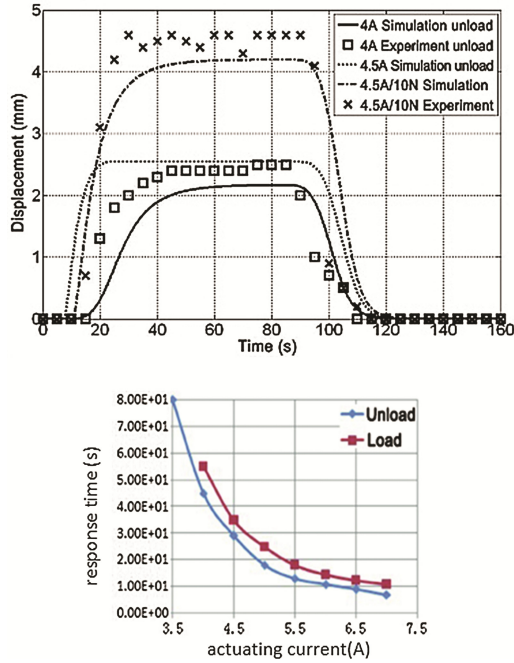 Displacement (mm)
5
4
3
2
1
0
4A Simulation unload
4A Experiment unload
4.5A Simulation unload
4.5A/10N Simulation
4.5A/10N Experiment
0 20 40 60 80 100 120 140 160
Time (s)
response time (s)
8.00E+01
7.00E+01
6.00E+01
5.00E+01
4.00E+01
3.00E+01
2.00E+01
1.00E+01
0.00E+00
Unload
Load
3.5 4.5 5.5 6.5 7.5
actuating current(A)